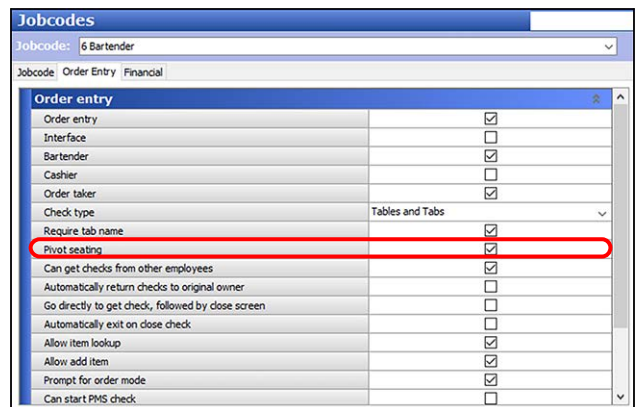 Jobcodes
Jobcode: 6 Bartender
Jobcode Order Entry Financial
Order entry
Order entry
Interface
Bartender
Cashier
Order taker
Check type Tables and Tabs
Require tab name
Pivot seating
Can get checks from other employees
Automatically return checks to original owner
Go directly to get check, followed by close screen
Automatically exit on close check
Allow item lookup
Allow add item
Prompt for order mode
Can start PMS check